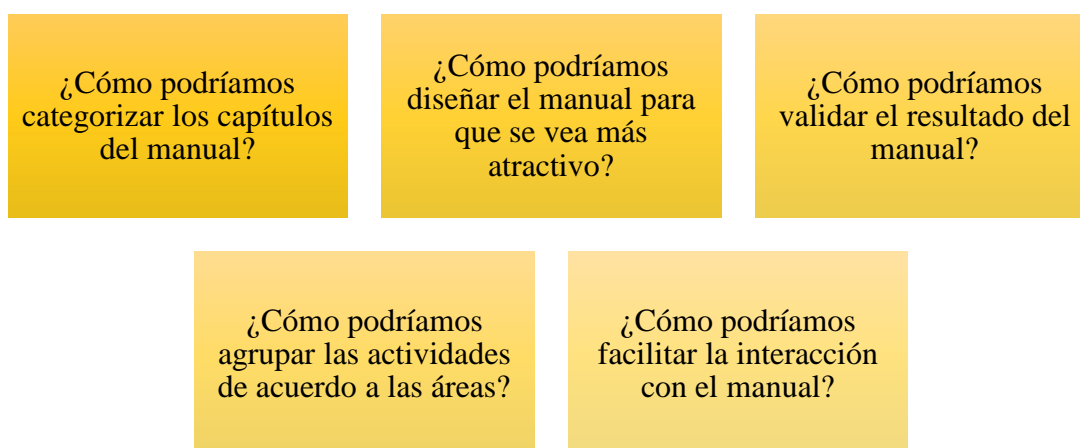 ¿Cómo podríamos
categorizar los capítulos
del manual?
¿Cómo podríamos
diseñar el manual para
que se vea más
atractivo?
¿Cómo podríamos
validar el resultado del
manual?
¿Cómo podríamos
agrupar las actividades
de acuerdo a las áreas?
¿Cómo podríamos
facilitar la interacción
con el manual?